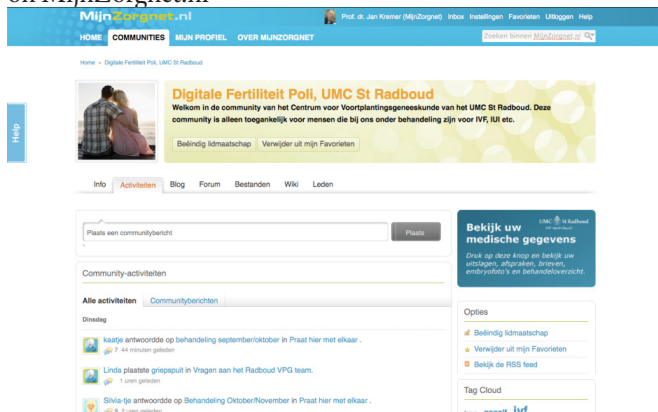 on MijnZorgnet.nl
MijnZorgnet.nl
Prof. dr. Jan Kremer (MijnZorgnet) Inbox Instellingen Favorieten Uitloggen Help
HOME COMMUNITIES MIJN PROFIEL OVER MIJNZORGNET
Zoeken binnen MijnZorgnet.nl
Home » Digitale Fertiliteit Poli, UMC St Radboud
Digitale Fertiliteit Poli, UMC St Radboud
Welkom in de community van het Centrum voor Voortplantingsgeneeskunde van het UMC St Radboud. Deze
community is alleen toegankelijk voor mensen die bij ons onder behandeling zijn voor IVF, IUI etc.
Help
Beëindig lidmaatschap Verwijder uit mijn Favorieten
Info Activiteiten Blog Forum Bestanden Wiki Leden
Plaats een communitybericht
Plaats
Bekijk uw
UMC St Radboud
medische gegevens
Druk op deze knop en bekijk uw
uitslagen, afspraken, brieven,
embryofoto's en behandeloverzicht.
Community-activiteiten
Alle activiteiten Communityberichten
Dinsdag
kaatje antwoordde op behandeling september/oktober in Praat hier met elkaar .
7 44 minuten geleden
Linda plaatste griepspuit in Vragen aan het Radboud VPG team.
1 uren geleden
Silvia-tje antwoordde op Behandeling Oktober/November in Praat hier met elkaar .
2 uren geleden
Opties
Beëindig lidmaatschap
Verwijder uit mijn Favorieten
Bekijk de RSS feed
Tag Cloud
ivf